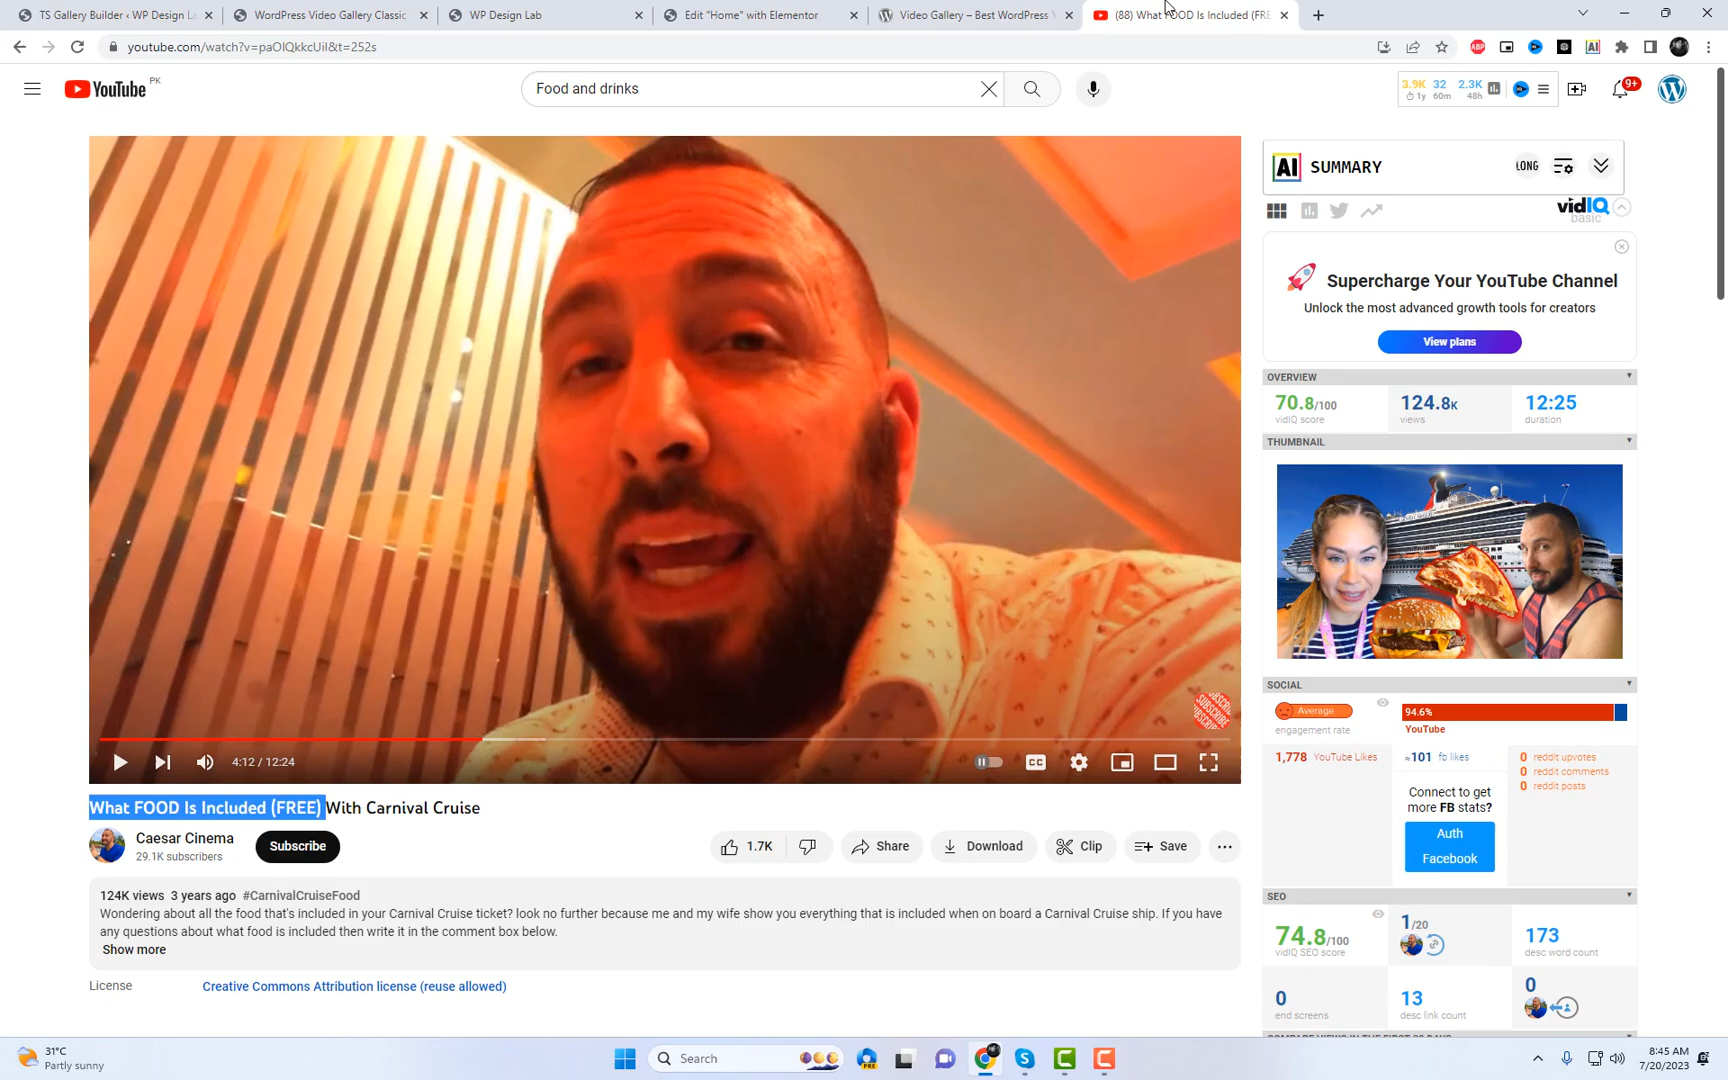 TS Gallery Builder ‹ WP Design La
WordPress Video Gallery Classic
WP Design Lab
Edit "Home" with Elementor
Video Gallery – Best WordPress Y
(88) What FOOD Is Included (FRE
youtube.com/watch?v=paOIQkkcUiI&t=252s
ABP
AI
YouTube PK
Food and drinks
3.9K 32 2.3K
1y 60m 48h
9+
AI SUMMARY
LONG
vidIQ
basic
Supercharge Your YouTube Channel
Unlock the most advanced growth tools for creators
View plans
OVERVIEW
70.8/100 124.8K 12:25
vidIQ score views duration
THUMBNAIL
SUBSCRIBE
4:12 / 12:24
CC
What FOOD Is Included (FREE) With Carnival Cruise
Caesar Cinema
29.1K subscribers
Subscribe
1.7K
Share
Download
Clip
Save
124K views 3 years ago #CarnivalCruiseFood
Wondering about all the food that's included in your Carnival Cruise ticket? look no further because me and my wife show you everything that is included when on board a Carnival Cruise ship. If you have
any questions about what food is included then write it in the comment box below.
Show more
License Creative Commons Attribution license (reuse allowed)
SOCIAL
Average
engagement rate
94.6%
YouTube
1,778 YouTube Likes
≈101 fb likes
0 reddit upvotes
0 reddit comments
0 reddit posts
Connect to get
more FB stats?
Auth
Facebook
SEO
74.8/100
vidIQ SEO score
1/20
173
desc word count
0
end screens
13
desc link count
0
31°C
Partly sunny
Search
PRE
8:45 AM
7/20/2023